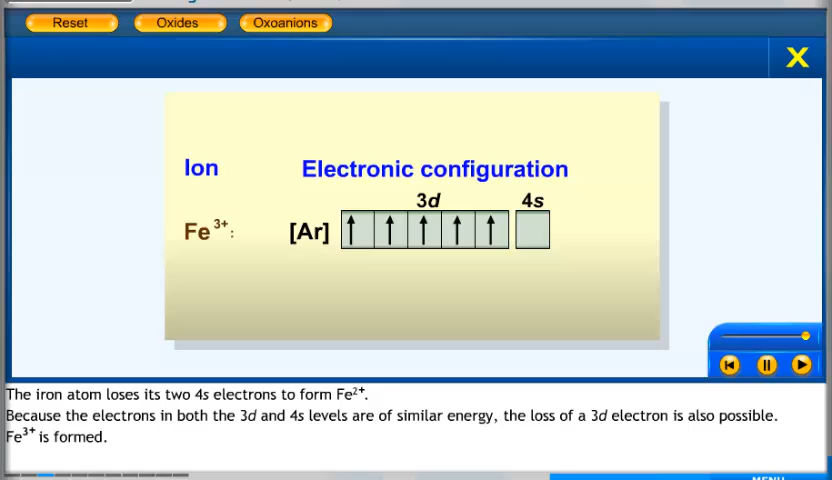 Reset Oxides Oxoanions
X
Ion Electronic configuration
3d 4s
Fe³⁺: [Ar]
The iron atom loses its two 4s electrons to form Fe²⁺.
Because the electrons in both the 3d and 4s levels are of similar energy, the loss of a 3d electron is also possible.
Fe³⁺ is formed.
MENU